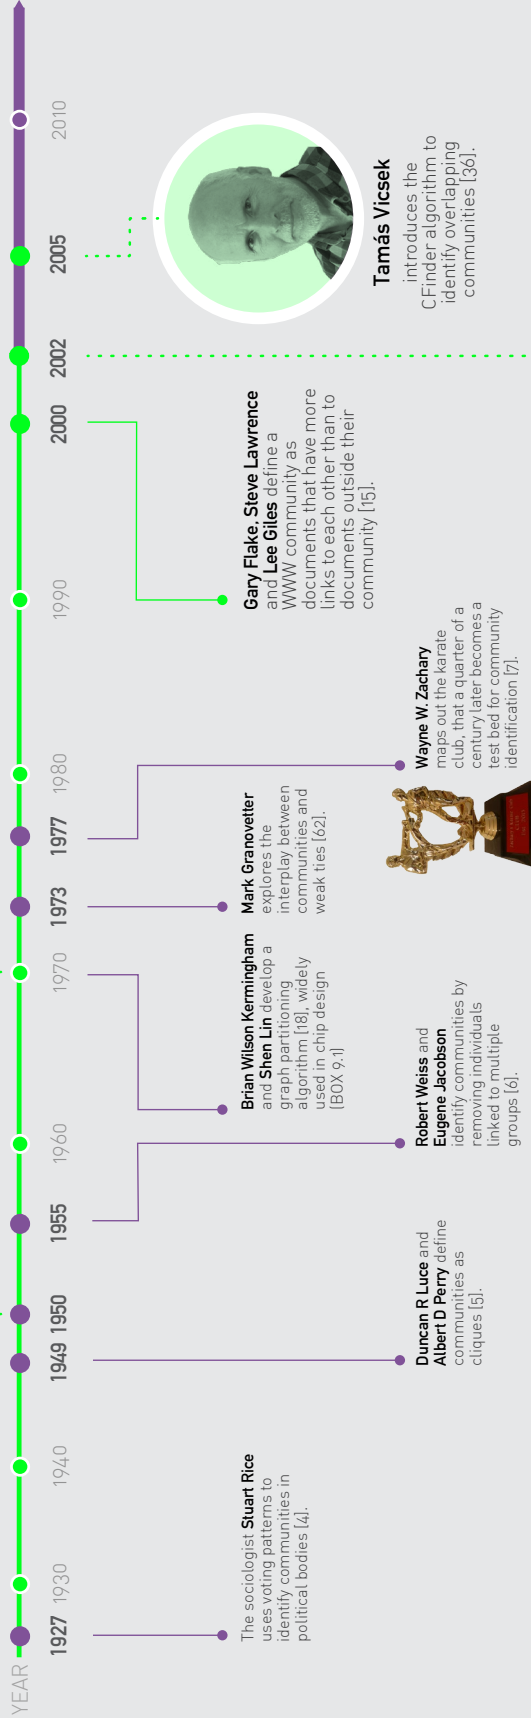 YEAR
1927
1930
1940
1949
1950
1955
1960
1970
1973
1977
1980
1990
2000
2002
2005
2010
The sociologist Stuart Rice
uses voting patterns to
identify communities in
political bodies [4].
Duncan R Luce and
Albert D Perry define
communities as
cliques [5].
Robert Weiss and
Eugene Jacobson
identify communities by
removing individuals
linked to multiple
groups [6].
Brian Wilson Kermingham
and Shen Lin develop a
graph partitioning
algorithm [18], widely
used in chip design
(BOX 9.1)
Mark Granovetter
explores the
interplay between
communities and
weak ties [62].
Wayne W. Zachary
maps out the karate
club, that a quarter of a
century later becomes a
test bed for community
identification [7].
Gary Flake, Steve Lawrence
and Lee Giles define a
WWW community as
documents that have more
links to each other than to
documents outside their
community [15].
Tamás Vicsek
introduces the
CFinder algorithm to
identify overlapping
communities [36].